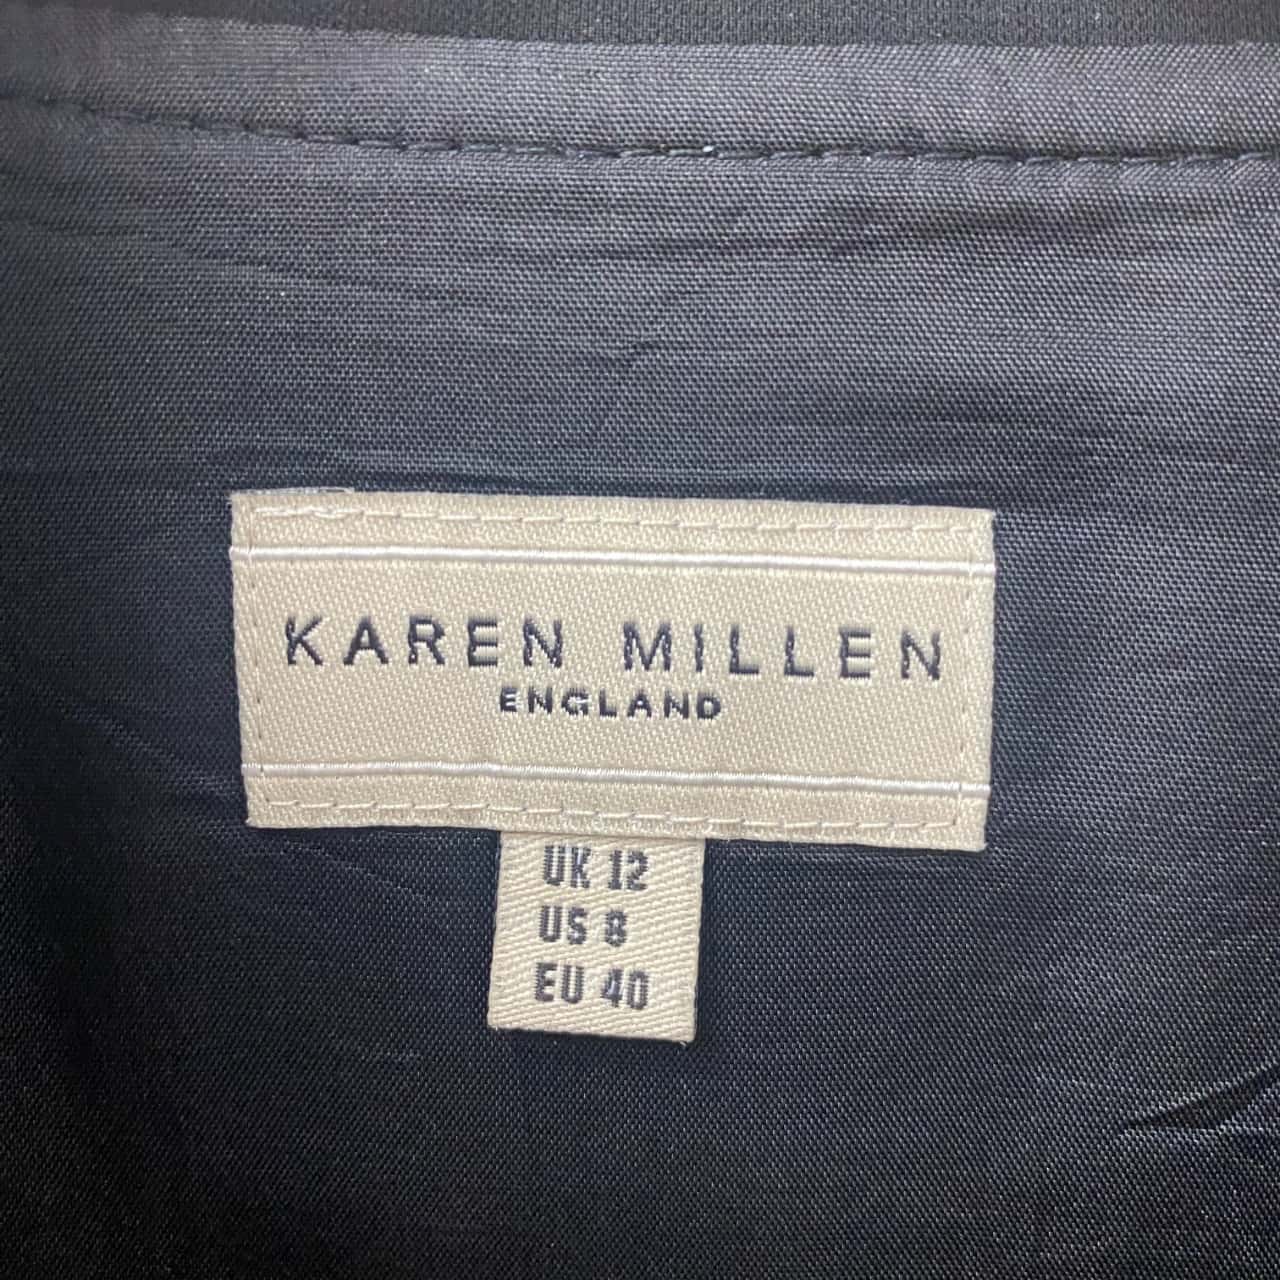 KAREN MILLEN
ENGLAND
UK 12
US 8
EU 40